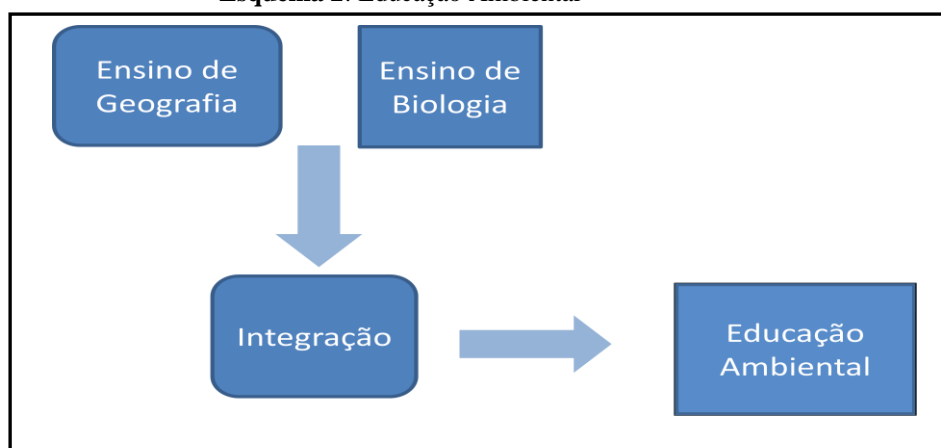 Esquema 2: Educação Ambiental
Ensino de
Geografia
Ensino de
Biologia
Integração
Educação
Ambiental